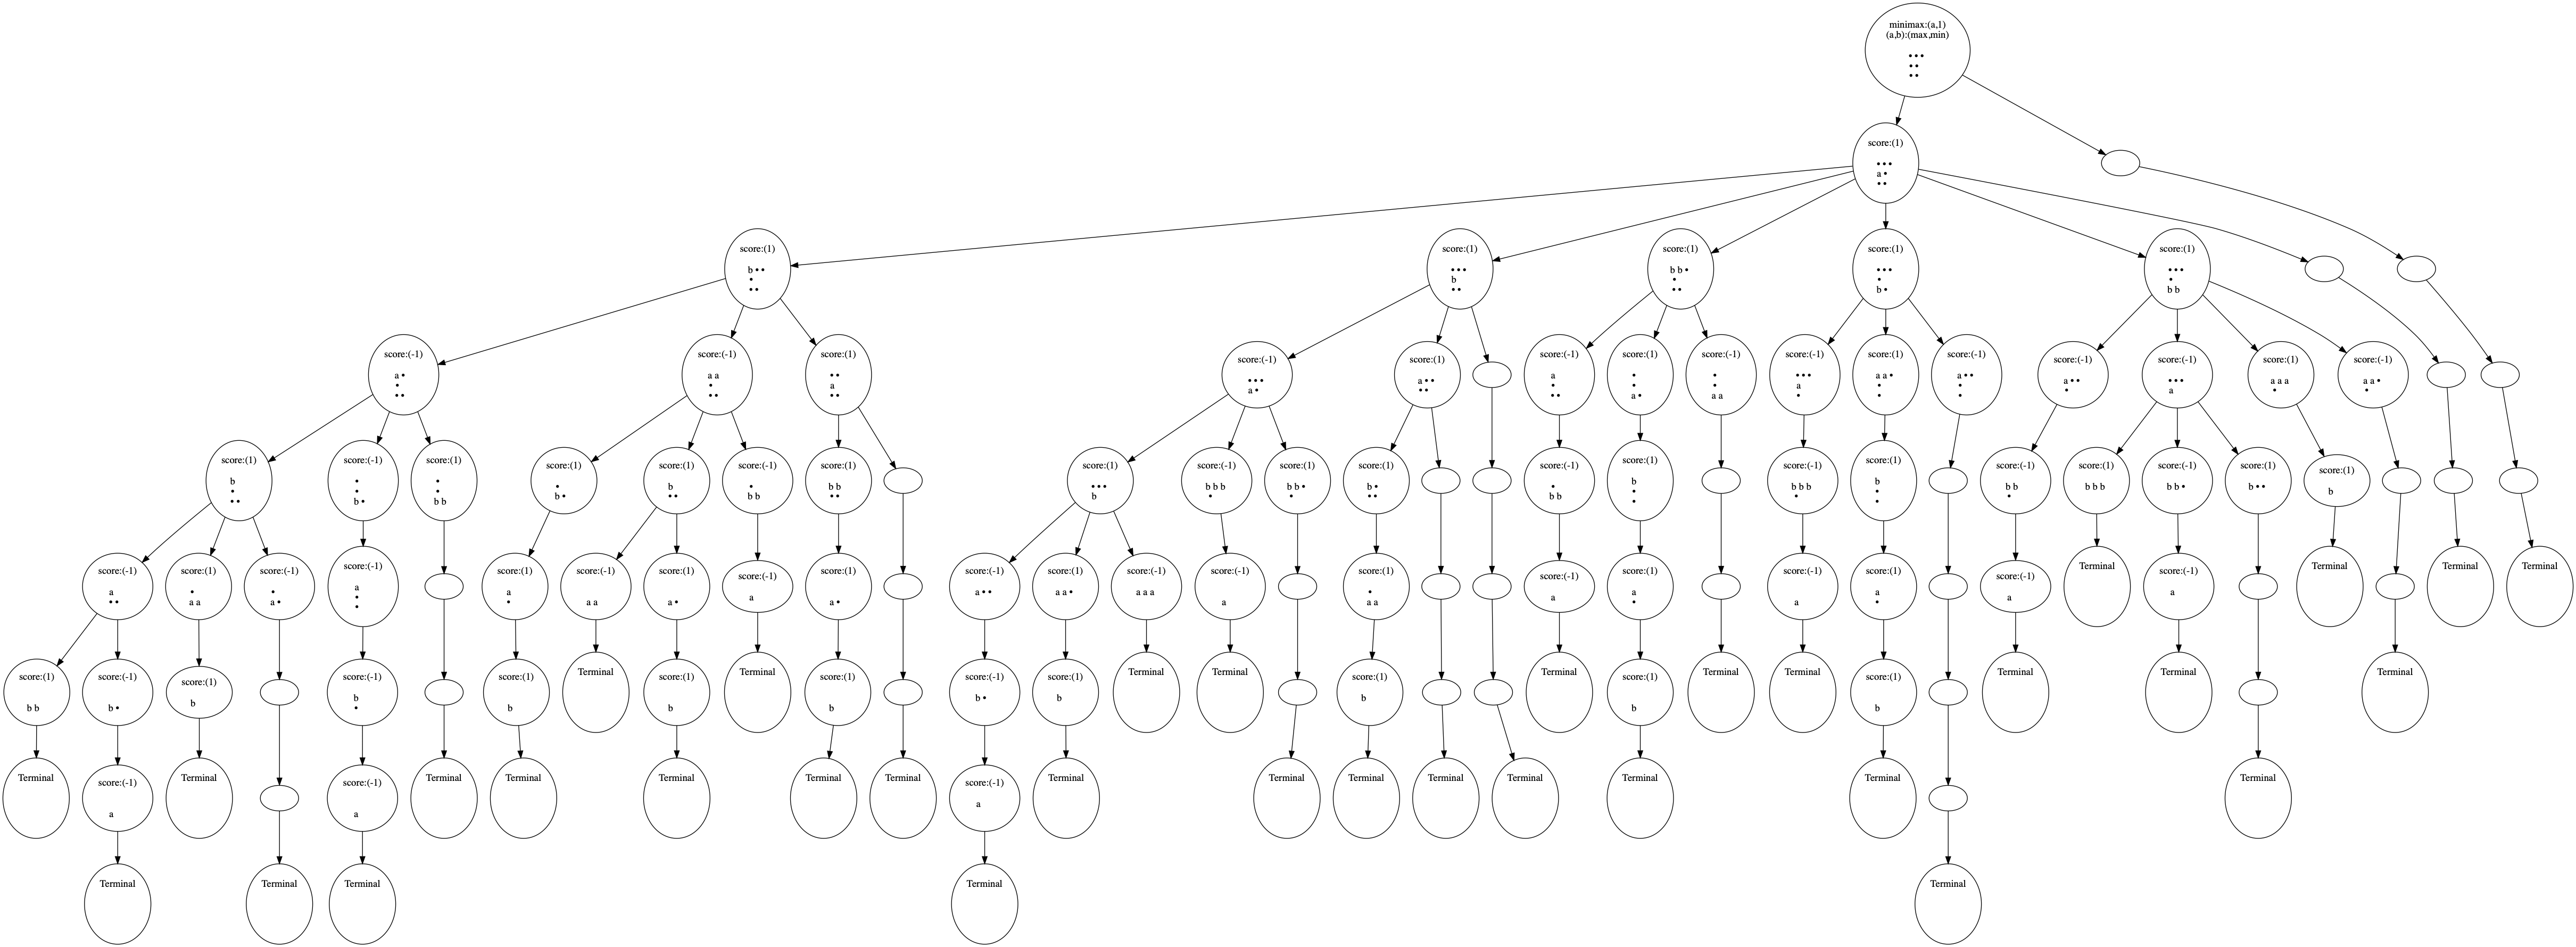 minimax:(a,1)
(a,b):(max,min)
•••
••
••
score:(1)
•••
a •
••
score:(1)
b ••
•
••
score:(1)
•••
b
••
score:(1)
b b •
•
••
score:(1)
•••
•
b •
score:(1)
•••
•
b b
score:(-1)
a •
•
••
score:(-1)
a a
•
••
score:(1)
••
a
••
score:(-1)
•••
a •
score:(1)
a ••
••
score:(-1)
a
•
••
score:(1)
•
•
a •
score:(-1)
•
•
a a
score:(-1)
•••
a
•
score:(1)
a a •
•
•
score:(-1)
a ••
•
•
score:(-1)
a ••
•
score:(-1)
•••
a
score:(1)
a a a
•
score:(-1)
a a •
•
score:(1)
b
•
••
score:(-1)
•
•
b •
score:(1)
•
•
b b
score:(1)
•
b •
score:(1)
b
••
score:(-1)
•
b b
score:(1)
b b
••
score:(1)
•••
b
score:(-1)
b b b
•
score:(1)
b b •
•
score:(1)
b •
••
score:(-1)
•
b b
score:(1)
b
•
•
score:(-1)
b b b
•
score:(1)
b
•
•
score:(-1)
b b
•
score:(1)
b b b
score:(-1)
b b •
score:(1)
b ••
score:(1)
b
score:(-1)
a
••
score:(1)
•
a a
score:(-1)
•
a •
score:(-1)
a
•
•
score:(1)
a
•
score:(-1)
a a
score:(1)
a •
score:(-1)
a
score:(1)
a •
score:(-1)
a ••
score:(1)
a a •
score:(-1)
a a a
score:(-1)
a
score:(1)
•
a a
score:(-1)
a
score:(1)
a
•
score:(-1)
a
score:(1)
a
•
score:(-1)
a
Terminal
score:(-1)
a
Terminal
Terminal
Terminal
score:(1)
b b
score:(-1)
b •
score:(1)
b
score:(-1)
b
•
score:(1)
b
Terminal
score:(1)
b
Terminal
score:(1)
b
score:(-1)
b •
score:(1)
b
Terminal
Terminal
score:(1)
b
Terminal
score:(1)
b
Terminal
Terminal
score:(1)
b
Terminal
Terminal
Terminal
Terminal
score:(-1)
a
Terminal
score:(-1)
a
Terminal
Terminal
Terminal
Terminal
Terminal
score:(-1)
a
Terminal
Terminal
Terminal
Terminal
Terminal
Terminal
Terminal
Terminal
Terminal
Terminal
Terminal
Terminal
Terminal